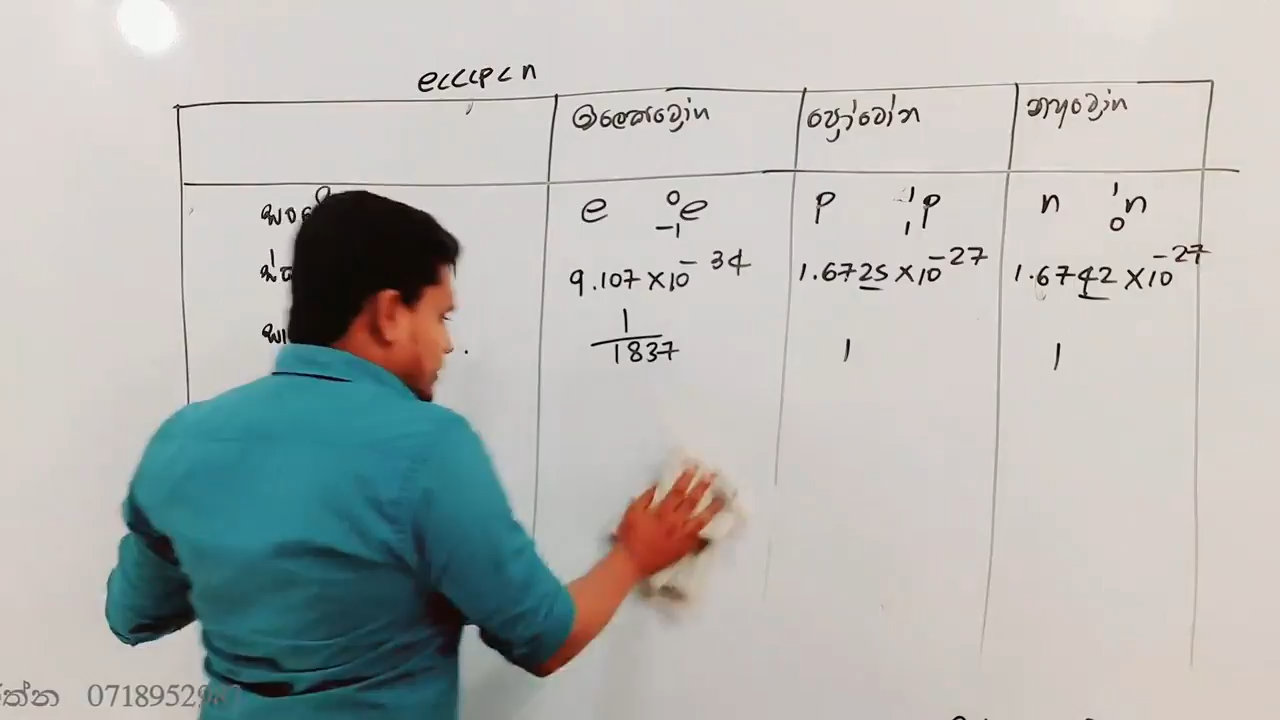 e<<<p<n
ඉලෙක්ට්‍රෝන ප්‍රෝටෝන නියුට්‍රෝන
e ⁰₋₁e p ¹₁p n ¹₀n
9.107 × 10⁻³⁴ 1.6725 × 10⁻²⁷ 1.6742 × 10⁻²⁷
1/1837 1 1